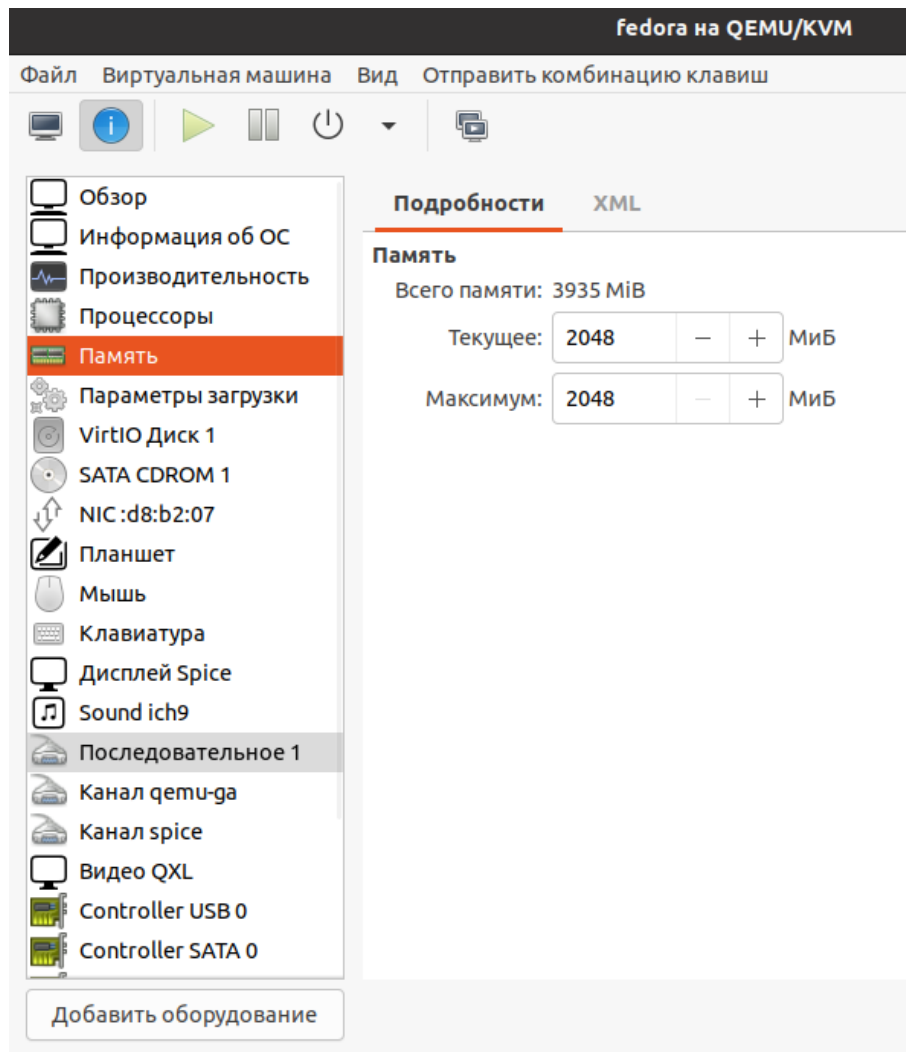 fedora на QEMU/KVM
Файл Виртуальная машина Вид Отправить комбинацию клавиш
Обзор
Информация об ОС
Производительность
Процессоры
Память
Параметры загрузки
VirtIO Диск 1
SATA CDROM 1
NIC :d8:b2:07
Планшет
Мышь
Клавиатура
Дисплей Spice
Sound ich9
Последовательное 1
Канал qemu-ga
Канал spice
Видео QXL
Controller USB 0
Controller SATA 0
Добавить оборудование
Подробности XML
Память
Всего памяти: 3935 MiB
Текущее: 2048 − + МиБ
Максимум: 2048 − + МиБ